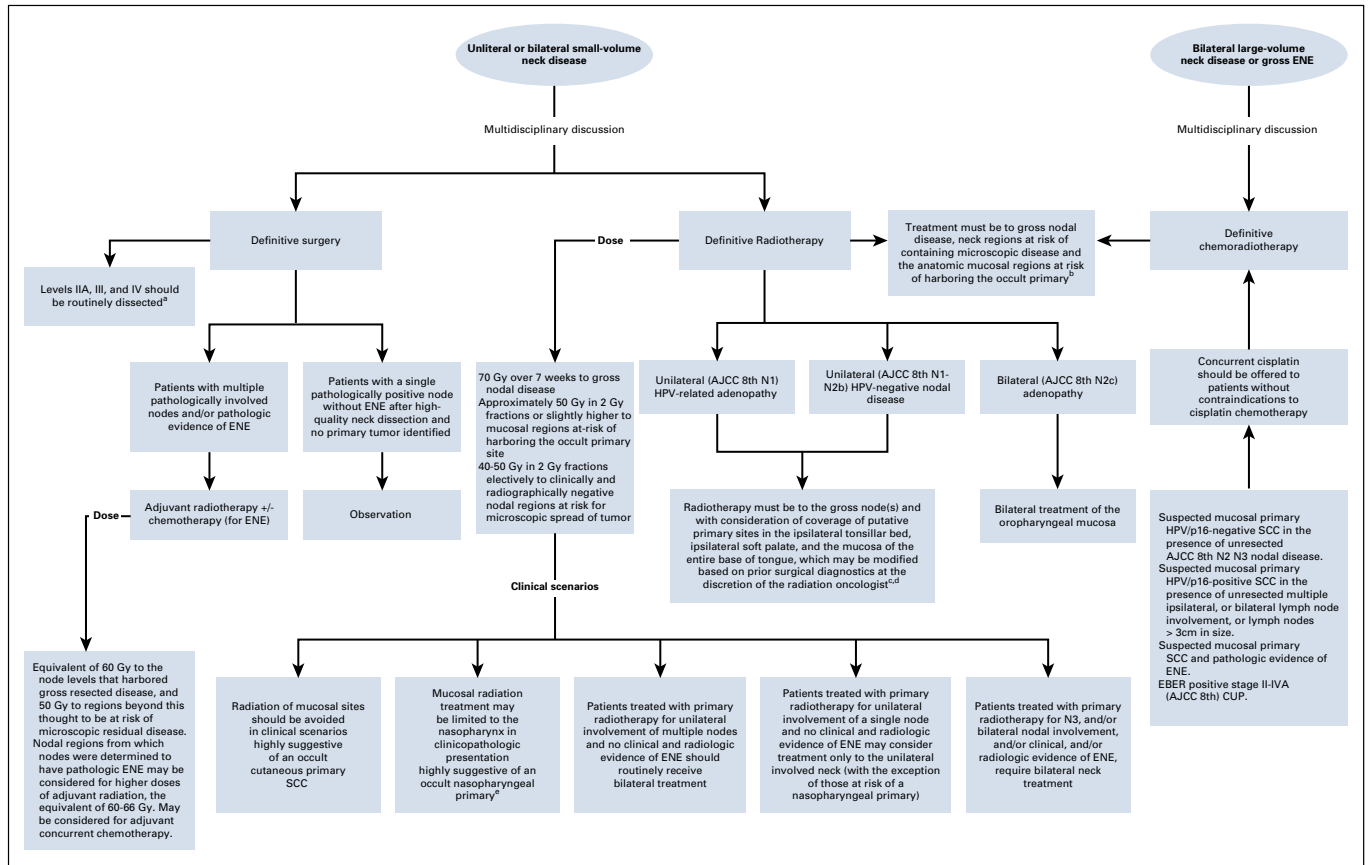 Unliteral or bilateral small-volume
neck disease
Bilateral large-volume
neck disease or gross ENE
Multidisciplinary discussion
Multidisciplinary discussion
Definitive surgery
Dose
Definitive Radiotherapy
Treatment must be to gross nodal
disease, neck regions at risk of
containing microscopic disease and
the anatomic mucosal regions at risk
of harboring the occult primaryb
Definitive
chemoradiotherapy
Levels IIA, III, and IV should
be routinely dissecteda
Patients with multiple
pathologically involved
nodes and/or pathologic
evidence of ENE
Patients with a single
pathologically positive node
without ENE after high-
quality neck dissection and
no primary tumor identified
70 Gy over 7 weeks to gross
nodal disease
Approximately 50 Gy in 2 Gy
fractions or slightly higher to
mucosal regions at-risk of
harboring the occult primary
site
40-50 Gy in 2 Gy fractions
electively to clinically and
radiographically negative
nodal regions at risk for
microscopic spread of tumor
Unilateral (AJCC 8th N1)
HPV-related adenopathy
Unilateral (AJCC 8th N1-
N2b) HPV-negative nodal
disease
Bilateral (AJCC 8th N2c)
adenopathy
Concurrent cisplatin
should be offered to
patients without
contraindications to
cisplatin chemotherapy
Dose
Adjuvant radiotherapy +/-
chemotherapy (for ENE)
Observation
Radiotherapy must be to the gross node(s) and
with consideration of coverage of putative
primary sites in the ipsilateral tonsillar bed,
ipsilateral soft palate, and the mucosa of the
entire base of tongue, which may be modified
based on prior surgical diagnostics at the
discretion of the radiation oncologistc,d
Bilateral treatment of the
oropharyngeal mucosa
Suspected mucosal primary
HPV/p16-negative SCC in the
presence of unresected
AJCC 8th N2 N3 nodal disease.
Suspected mucosal primary
HPV/p16-positive SCC in the
presence of unresected multiple
ipsilateral, or bilateral lymph node
involvement, or lymph nodes
> 3cm in size.
Suspected mucosal primary
SCC and pathologic evidence of
ENE.
EBER positive stage II-IVA
(AJCC 8th) CUP.
Clinical scenarios
Equivalent of 60 Gy to the
node levels that harbored
gross resected disease, and
50 Gy to regions beyond this
thought to be at risk of
microscopic residual disease.
Nodal regions from which
nodes were determined to
have pathologic ENE may be
considered for higher doses
of adjuvant radiation, the
equivalent of 60-66 Gy. May
be considered for adjuvant
concurrent chemotherapy.
Radiation of mucosal sites
should be avoided
in clinical scenarios
highly suggestive
of an occult
cutaneous primary
SCC
Mucosal radiation
treatment may
be limited to the
nasopharynx in
clinicopathologic
presentation
highly suggestive of an
occult nasopharyngeal
primarye
Patients treated with primary
radiotherapy for unilateral
involvement of multiple nodes
and no clinical and radiologic
evidence of ENE should
routinely receive
bilateral treatment
Patients treated with primary
radiotherapy for unilateral
involvement of a single node
and no clinical and radiologic
evidence of ENE may consider
treatment only to the unilateral
involved neck (with the exception
of those at risk of a
nasopharyngeal primary)
Patients treated with primary
radiotherapy for N3, and/or
bilateral nodal involvement,
and/or clinical, and/or
radiologic evidence of ENE,
require bilateral neck
treatment